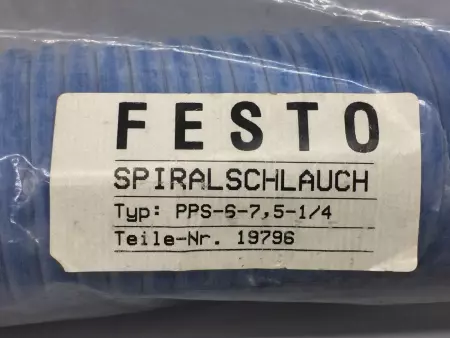 FESTO
SPIRALSCHLAUCH
Typ: PPS-6-7,5-1/4
Teile-Nr. 19796